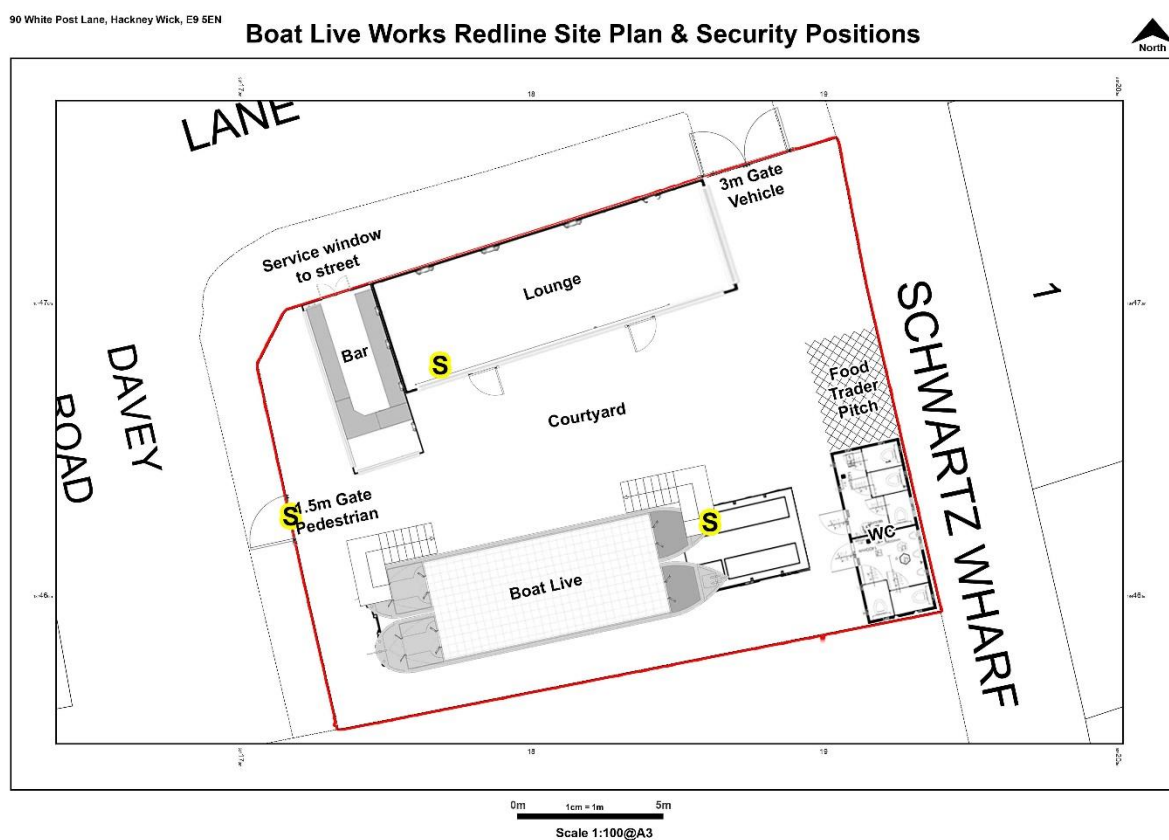 90 White Post Lane, Hackney Wick, E9 5EN
Boat Live Works Redline Site Plan & Security Positions
North
18
19
LANE
3m Gate
Vehicle
Service window
to street
Lounge
1
SCHWARTZ WHARF
Bar
S
DAVEY
ROAD
Food
Trader
Pitch
Courtyard
S
1.5m Gate
Pedestrian
S
WC
Boat Live
18
19
0m
1cm = 1m
5m
Scale 1:100@A3